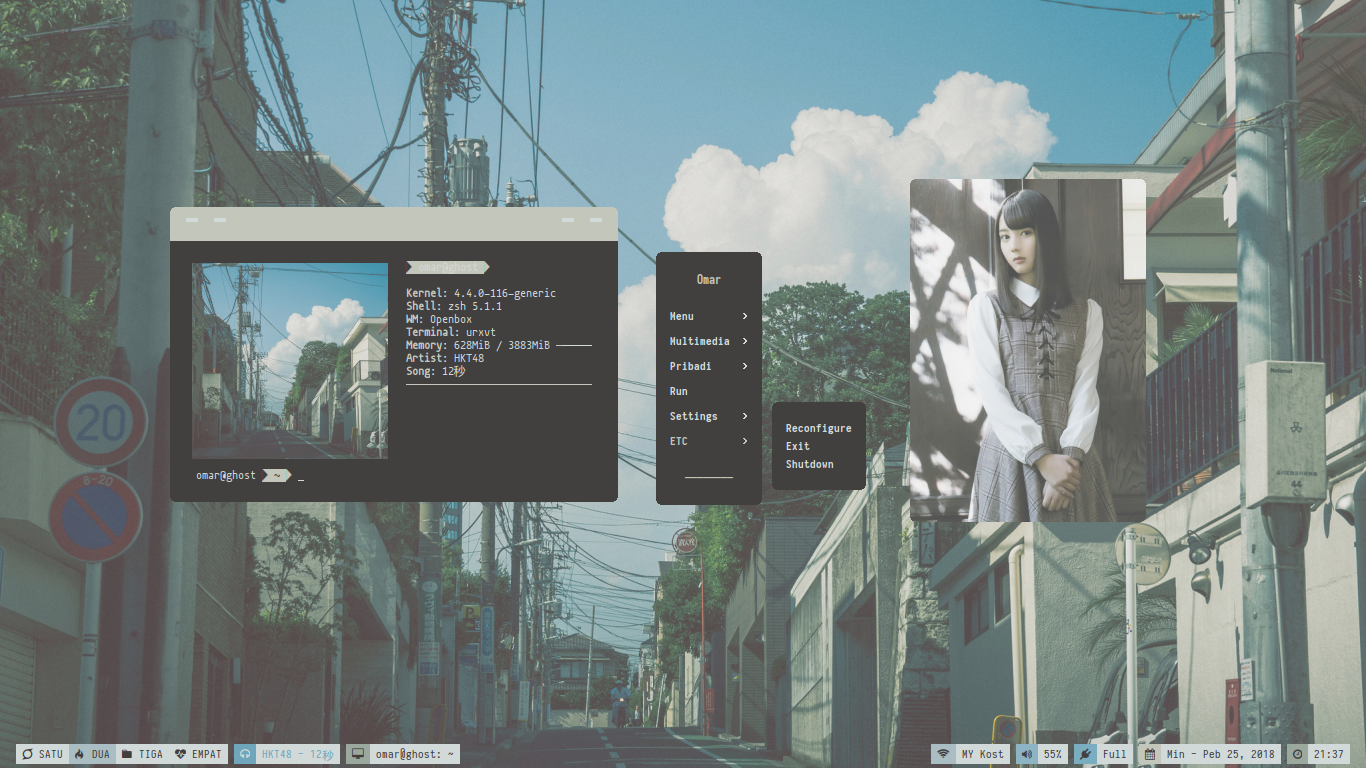 omar@ghost
Kernel: 4.4.0-116-generic
Shell: zsh 5.1.1
WM: Openbox
Terminal: urxvt
Memory: 628MiB / 3883MiB
Artist: HKT48
Song: 12秒
omar@ghost ~ _
Omar
Menu
Multimedia
Pribadi
Run
Settings
ETC
Reconfigure
Exit
Shutdown
20
8-20
National
44
P
SATU DUA TIGA EMPAT HKT48 - 12秒 omar@ghost: ~
MY Kost 55% Full Min - Peb 25, 2018 21:37